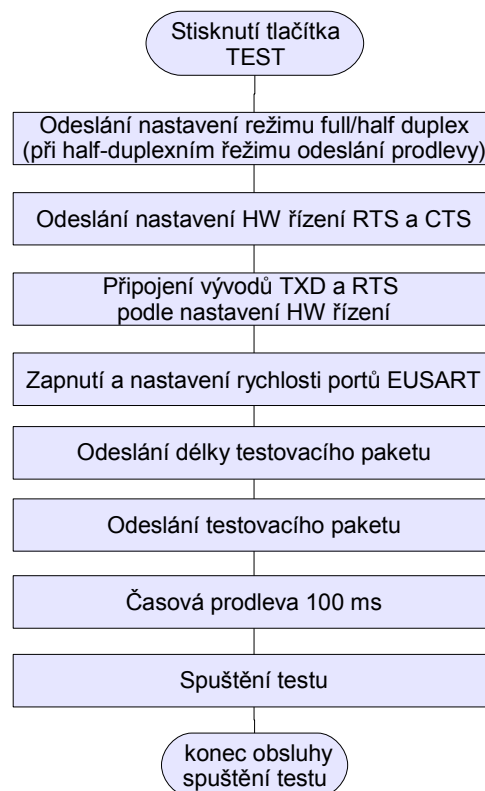 Stisknutí tlačítka
TEST
Odeslání nastavení režimu full/half duplex
(při half-duplexním řežimu odeslání prodlevy)
Odeslání nastavení HW řízení RTS a CTS
Připojení vývodů TXD a RTS
podle nastavení HW řízení
Zapnutí a nastavení rychlosti portů EUSART
Odeslání délky testovacího paketu
Odeslání testovacího paketu
Časová prodleva 100 ms
Spuštění testu
konec obsluhy
spuštění testu